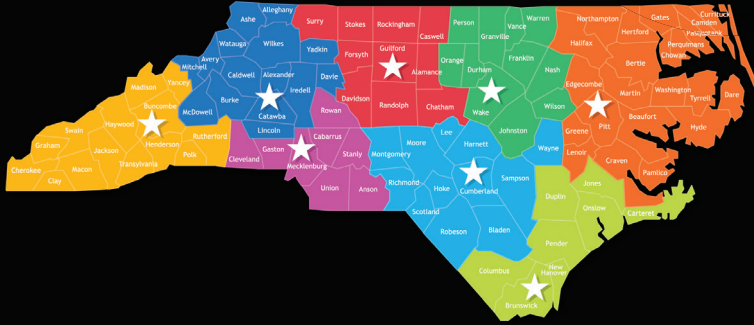 Alleghany
Ashe
Surry
Stokes
Rockingham
Caswell
Person
Granville
Vance
Warren
Northampton
Gates
Currituck
Camden
Pasquotank
Perquimans
Chowan
Hertford
Halifax
Bertie
Watauga
Wilkes
Yadkin
Forsyth
Guilford
Alamance
Orange
Durham
Franklin
Nash
Edgecombe
Martin
Washington
Tyrrell
Dare
Avery
Mitchell
Caldwell
Alexander
Iredell
Davie
Davidson
Randolph
Chatham
Wake
Wilson
Pitt
Beaufort
Hyde
Madison
Yancey
Buncombe
McDowell
Burke
Catawba
Rowan
Lincoln
Cabarrus
Stanly
Montgomery
Moore
Lee
Harnett
Johnston
Wayne
Greene
Lenoir
Craven
Pamlico
Swain
Haywood
Graham
Jackson
Henderson
Rutherford
Polk
Cleveland
Gaston
Mecklenburg
Cherokee
Clay
Macon
Transylvania
Union
Anson
Richmond
Hoke
Cumberland
Sampson
Duplin
Jones
Onslow
Carteret
Scotland
Robeson
Bladen
Pender
Columbus
New
Hanover
Brunswick